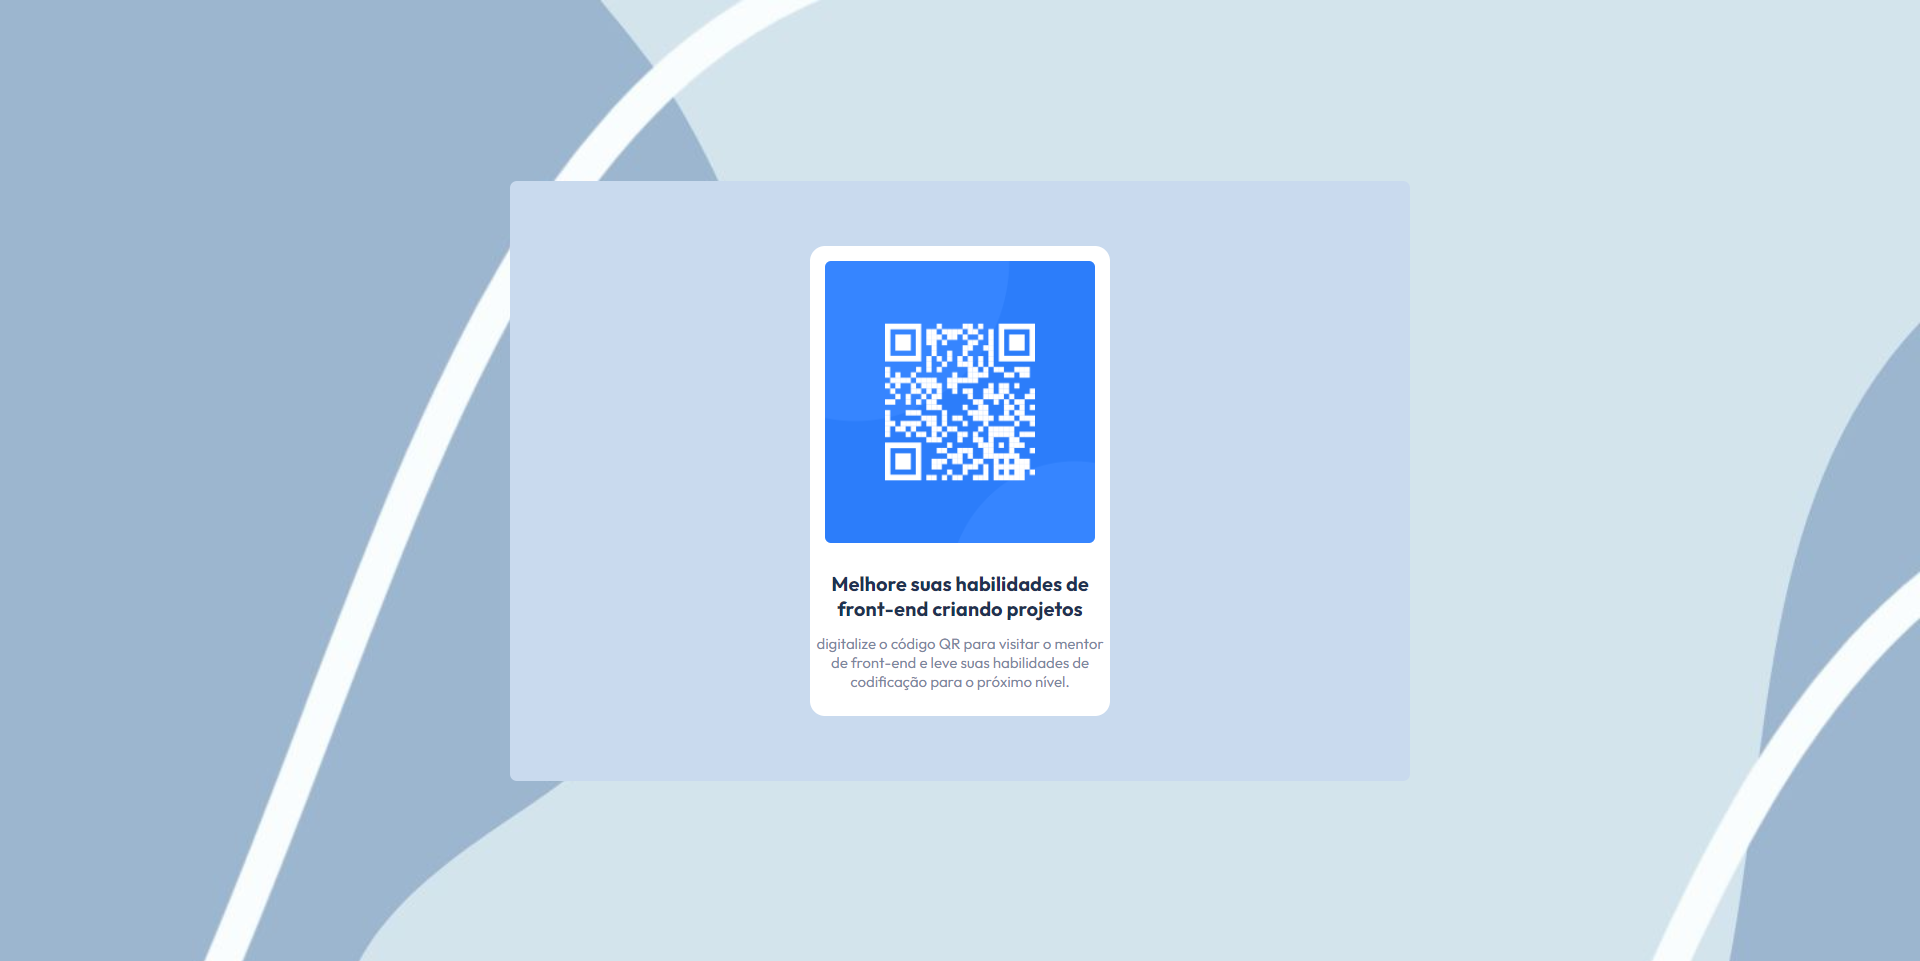 Melhore suas habilidades de
front-end criando projetos
digitalize o código QR para visitar o mentor
de front-end e leve suas habilidades de
codificação para o próximo nível.